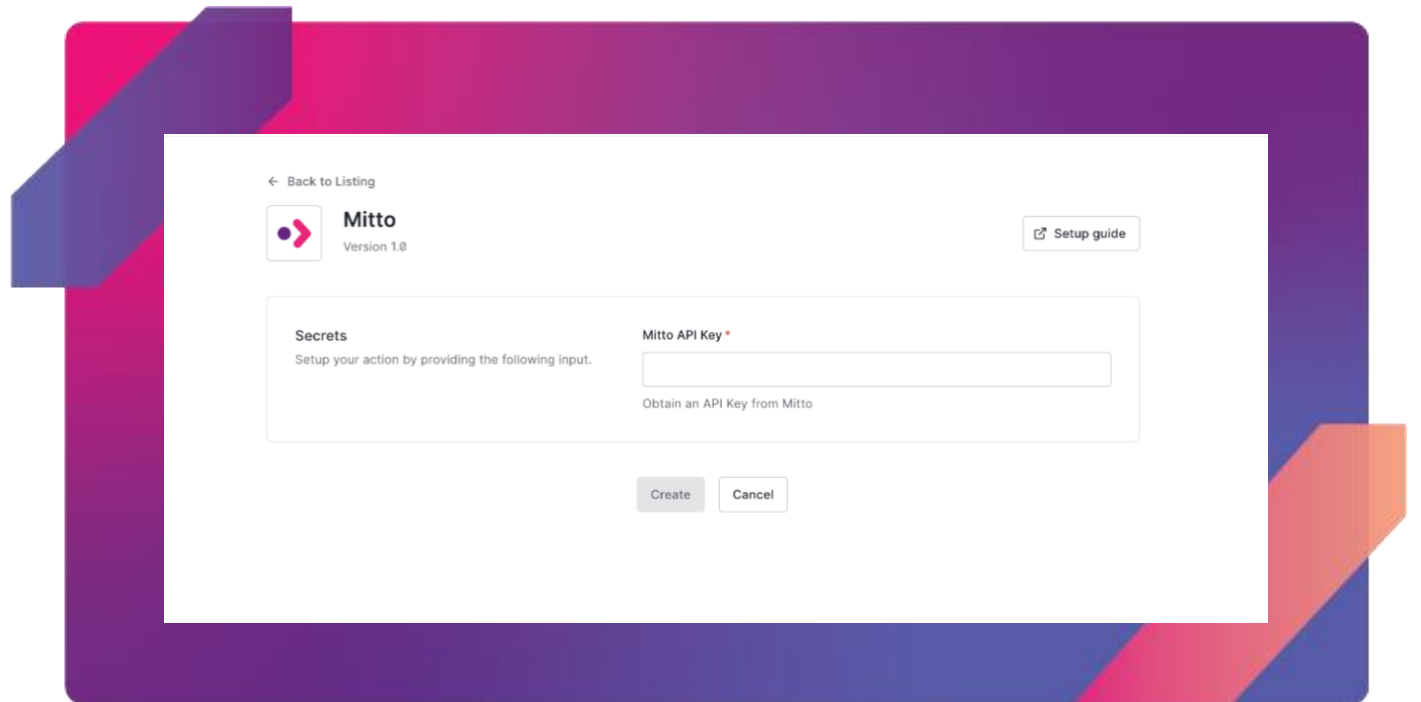 ← Back to Listing
Mitto
Version 1.0
Setup guide
Secrets
Setup your action by providing the following input.
Mitto API Key *
Obtain an API Key from Mitto
Create
Cancel